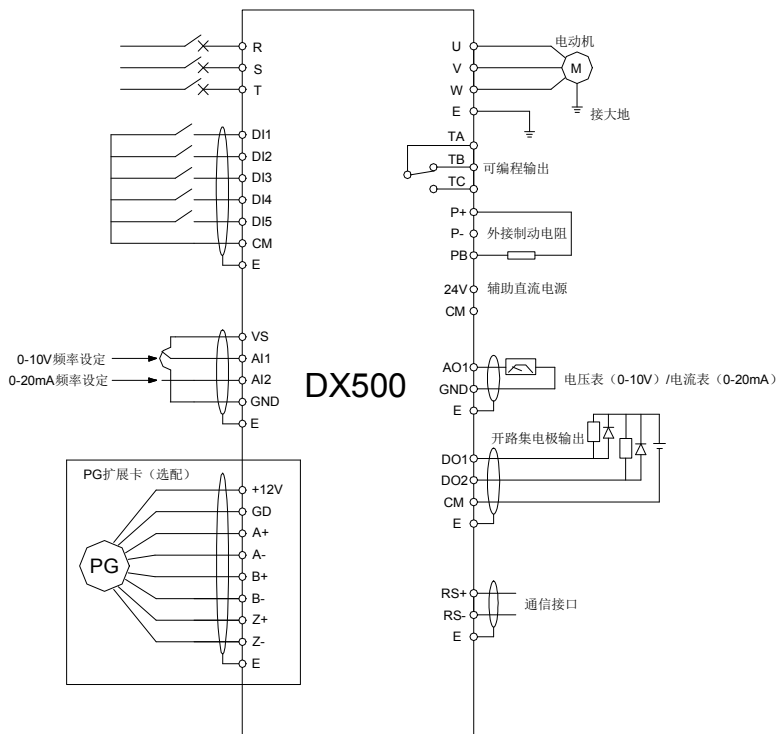 R
S
T
DI1
DI2
DI3
DI4
DI5
CM
E
VS
0-10V频率设定
AI1
0-20mA频率设定
AI2
GND
E
PG扩展卡（选配）
+12V
GD
A+
A-
PG
B+
B-
Z+
Z-
E
DX500
U
电动机
V
M
W
E
接大地
TA
TB
可编程输出
TC
P+
P-
外接制动电阻
PB
24V
辅助直流电源
CM
AO1
GND
电压表（0-10V）/电流表（0-20mA）
E
开路集电极输出
DO1
DO2
CM
E
RS+
通信接口
RS-
E